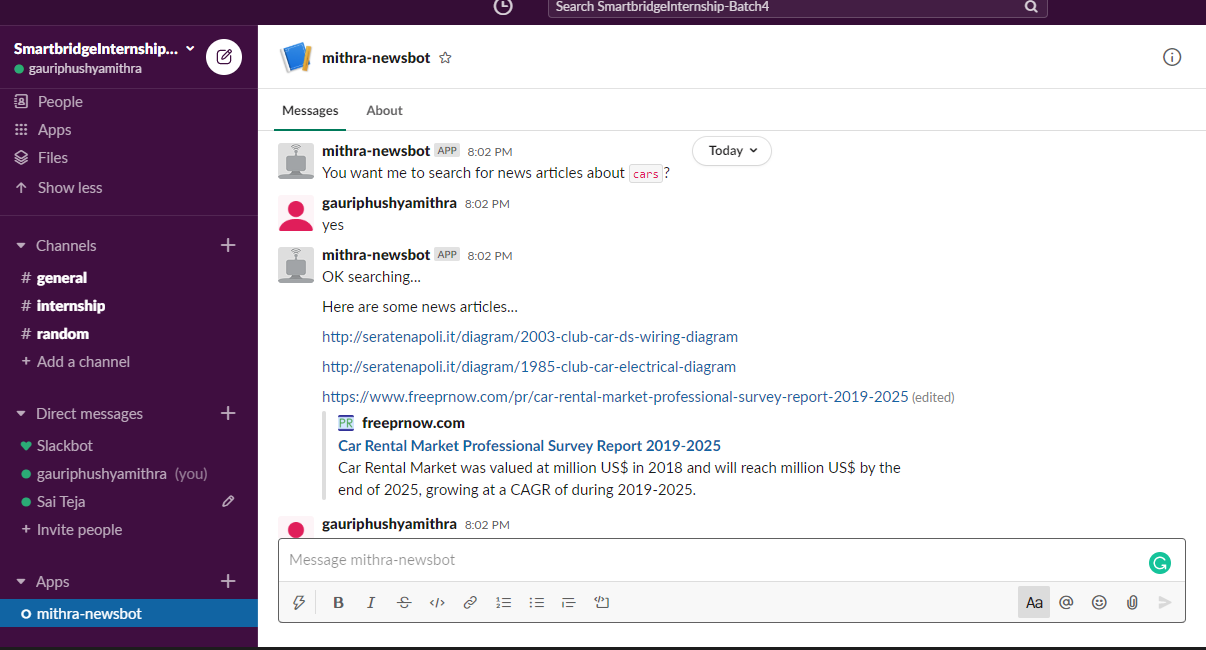 Search SmartbridgeInternship-Batch4
SmartbridgeInternship...
gauriphushyamithra
People
Apps
Files
Show less
Channels
# general
# internship
# random
+ Add a channel
Direct messages
Slackbot
gauriphushyamithra (you)
Sai Teja
+ Invite people
Apps
mithra-newsbot
mithra-newsbot
Messages About
Today
mithra-newsbot APP 8:02 PM
You want me to search for news articles about cars?
gauriphushyamithra 8:02 PM
yes
mithra-newsbot APP 8:02 PM
OK searching...
Here are some news articles...
http://seratenapoli.it/diagram/2003-club-car-ds-wiring-diagram
http://seratenapoli.it/diagram/1985-club-car-electrical-diagram
https://www.freeprnow.com/pr/car-rental-market-professional-survey-report-2019-2025 (edited)
PR freeprnow.com
Car Rental Market Professional Survey Report 2019-2025
Car Rental Market was valued at million US$ in 2018 and will reach million US$ by the
end of 2025, growing at a CAGR of during 2019-2025.
gauriphushyamithra 8:02 PM
Message mithra-newsbot
B I S </> Aa @